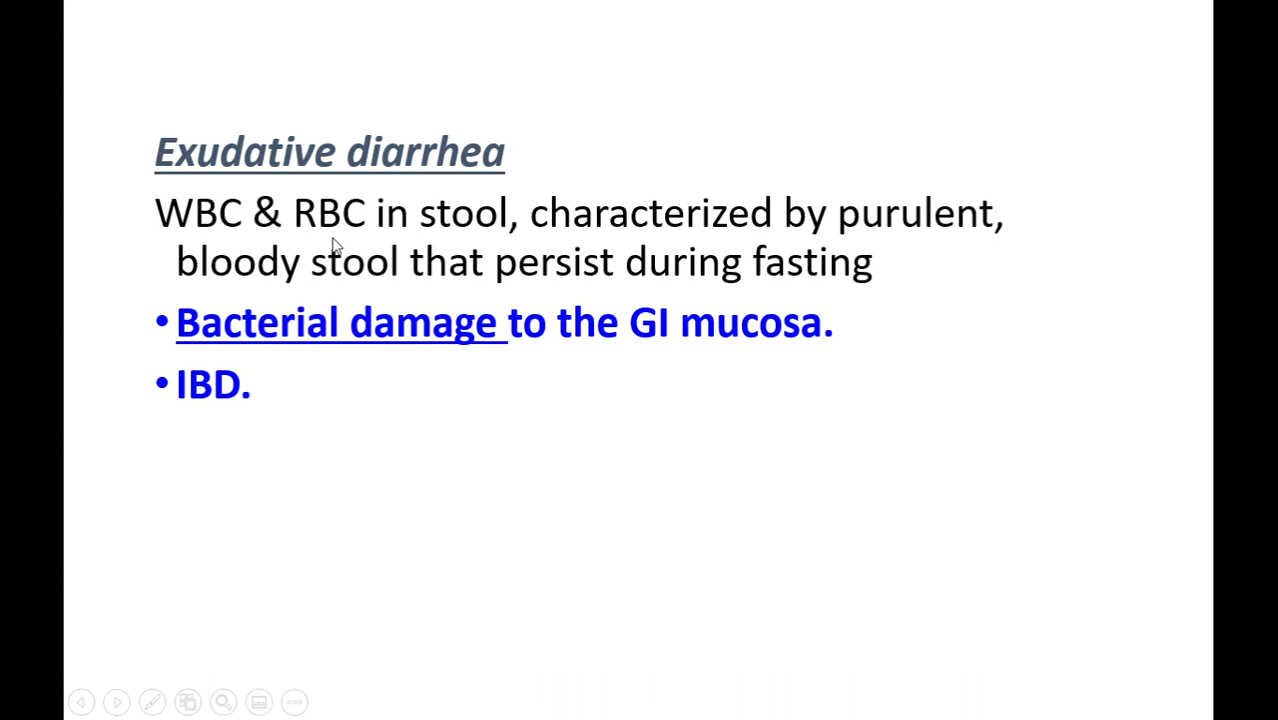 Exudative diarrhea
WBC & RBC in stool, characterized by purulent,
bloody stool that persist during fasting
•Bacterial damage to the GI mucosa.
•IBD.